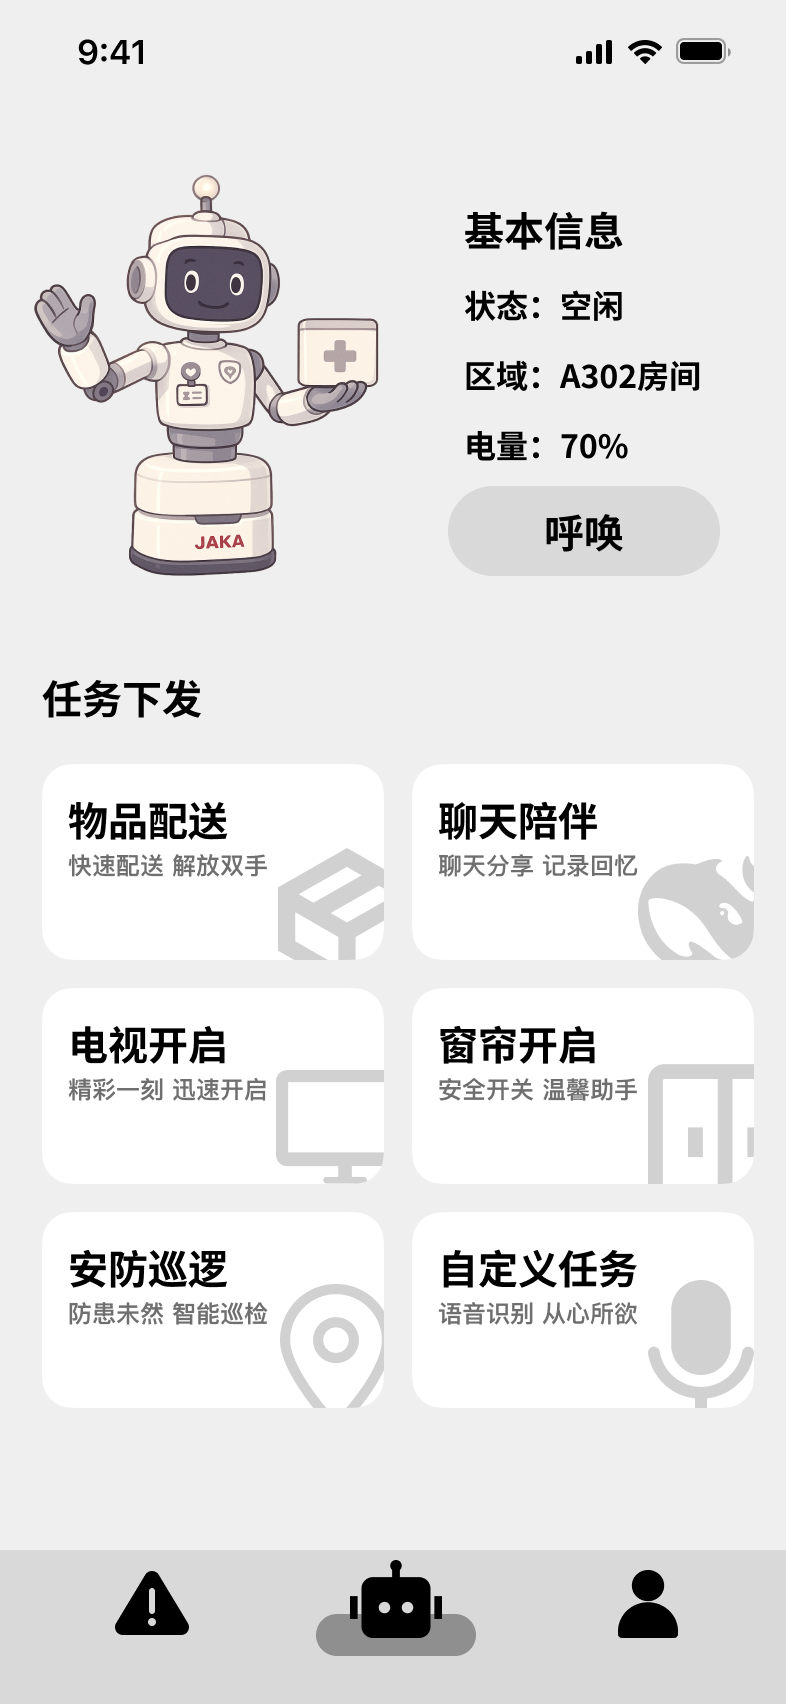 9:41
基本信息
状态：空闲
区域：A302房间
电量：70%
呼唤
JAKA
任务下发
物品配送
快速配送 解放双手
聊天陪伴
聊天分享 记录回忆
电视开启
精彩一刻 迅速开启
窗帘开启
安全开关 温馨助手
安防巡逻
防患未然 智能巡检
自定义任务
语音识别 从心所欲